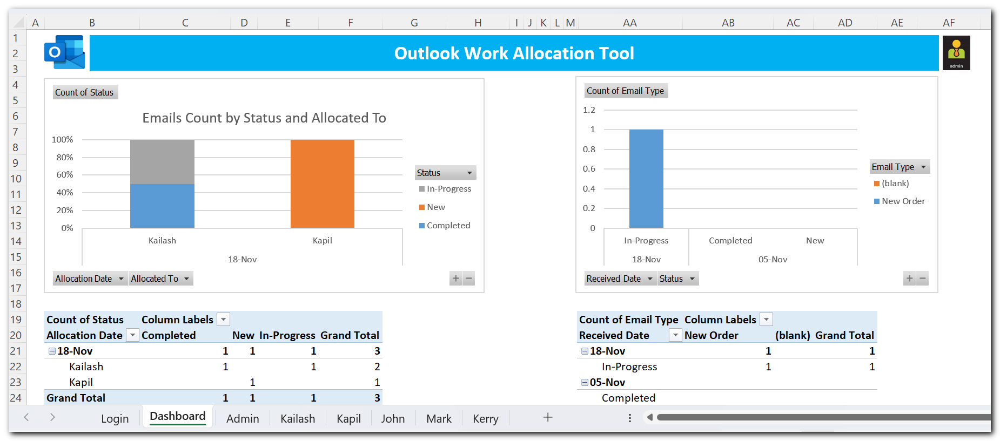 A B C D E F G H I J K L M AA AB AC AD AE AF
1
2
3
4
5
6
7
8
9
10
11
12
13
14
15
16
17
18
19
20
21
22
23
24
O
Outlook Work Allocation Tool
admin
Count of Status
Emails Count by Status and Allocated To
100%
80%
60%
40%
20%
0%
Kailash Kapil
18-Nov
Status
In-Progress
New
Completed
Allocation Date Allocated To
+ −
Count of Email Type
1.2
1
0.8
0.6
0.4
0.2
0
In-Progress Completed New
18-Nov 05-Nov
Email Type
(blank)
New Order
Received Date Status
+ −
Count of Status Column Labels
Allocation Date Completed New In-Progress Grand Total
18-Nov 1 1 1 3
Kailash 1 1 2
Kapil 1 1
Grand Total 1 1 1 3
Count of Email Type Column Labels
Received Date New Order (blank) Grand Total
18-Nov 1 1
In-Progress 1 1
05-Nov
Completed
Login Dashboard Admin Kailash Kapil John Mark Kerry +